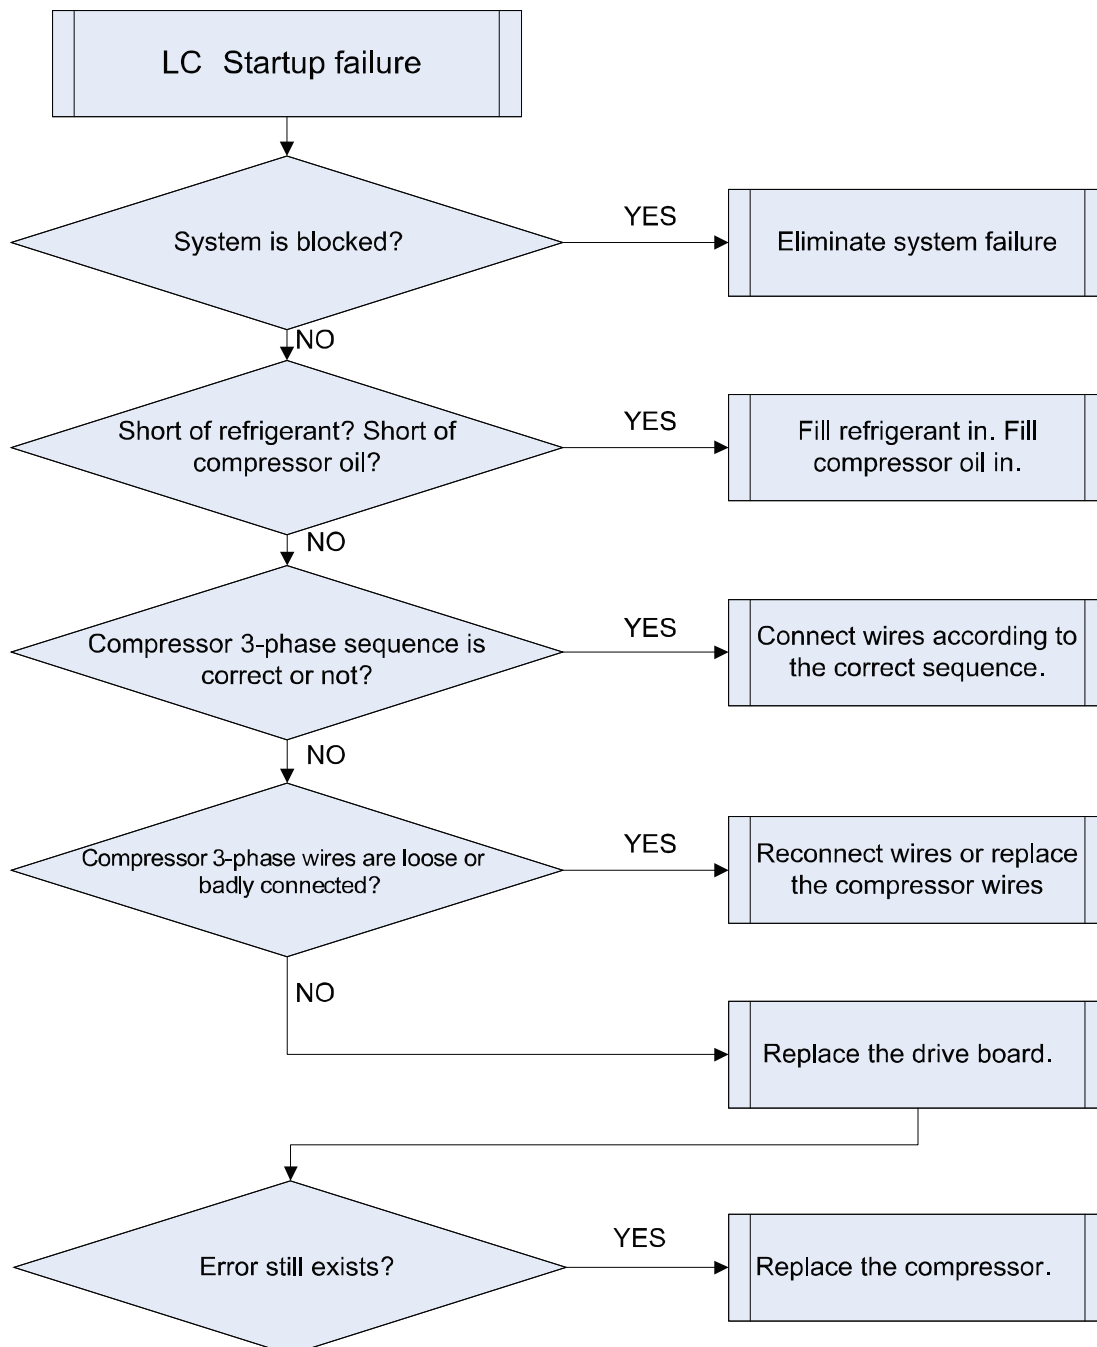 LC Startup failure
System is blocked?
YES
Eliminate system failure
NO
Short of refrigerant? Short of
compressor oil?
YES
Fill refrigerant in. Fill
compressor oil in.
NO
Compressor 3-phase sequence is
correct or not?
YES
Connect wires according to
the correct sequence.
NO
Compressor 3-phase wires are loose or
badly connected?
YES
Reconnect wires or replace
the compressor wires
NO
Replace the drive board.
Error still exists?
YES
Replace the compressor.